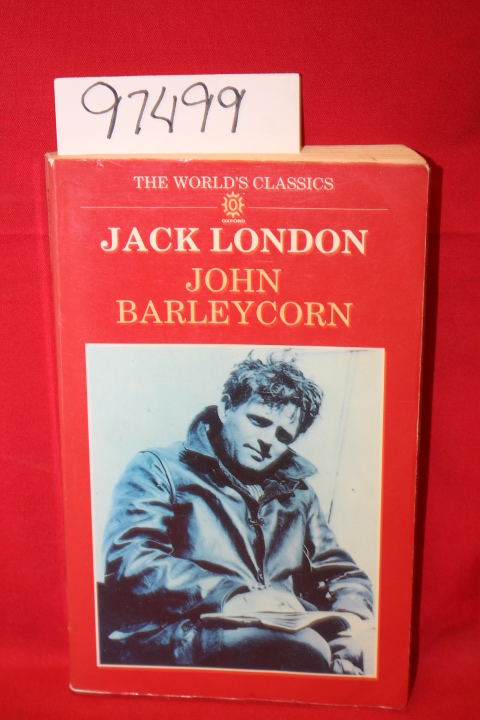 97499
THE WORLD'S CLASSICS
OXFORD
JACK LONDON
JOHN
BARLEYCORN